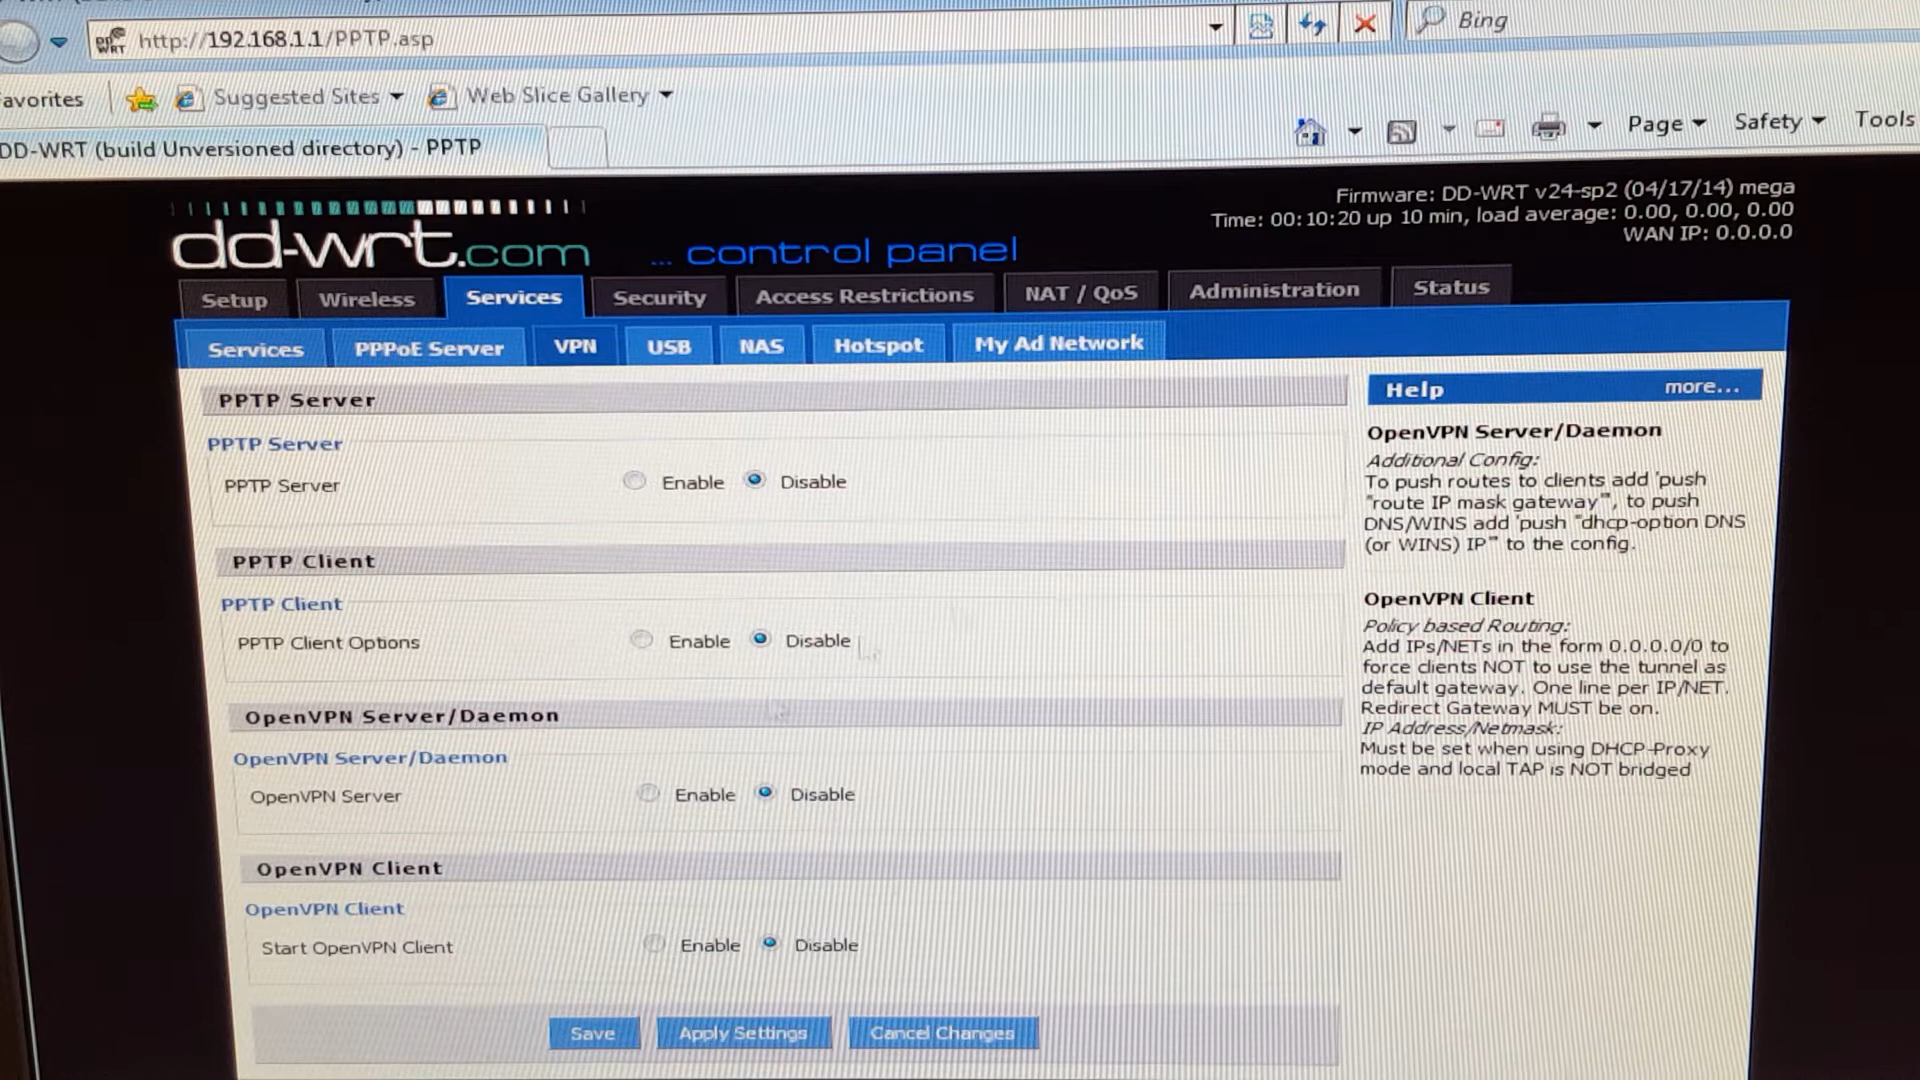 http://192.168.1.1/PPTP.asp
Bing
avorites
Suggested Sites
Web Slice Gallery
DD-WRT (build Unversioned directory) - PPTP
Page
Safety
Tools
Firmware: DD-WRT v24-sp2 (04/17/14) mega
Time: 00:10:20 up 10 min, load average: 0.00, 0.00, 0.00
WAN IP: 0.0.0.0
dd-wrt.com ... control panel
Setup
Wireless
Services
Security
Access Restrictions
NAT / QoS
Administration
Status
Services
PPPoE Server
VPN
USB
NAS
Hotspot
My Ad Network
PPTP Server
PPTP Server
PPTP Server
Enable
Disable
PPTP Client
PPTP Client
PPTP Client Options
Enable
Disable
OpenVPN Server/Daemon
OpenVPN Server/Daemon
OpenVPN Server
Enable
Disable
OpenVPN Client
OpenVPN Client
Start OpenVPN Client
Enable
Disable
Save
Apply Settings
Cancel Changes
Help
more...
OpenVPN Server/Daemon
Additional Config:
To push routes to clients add 'push
"route IP mask gateway"', to push
DNS/WINS add 'push "dhcp-option DNS
(or WINS) IP"' to the config.
OpenVPN Client
Policy based Routing:
Add IPs/NETs in the form 0.0.0.0/0 to
force clients NOT to use the tunnel as
default gateway. One line per IP/NET.
Redirect Gateway MUST be on.
IP Address/Netmask:
Must be set when using DHCP-Proxy
mode and local TAP is NOT bridged